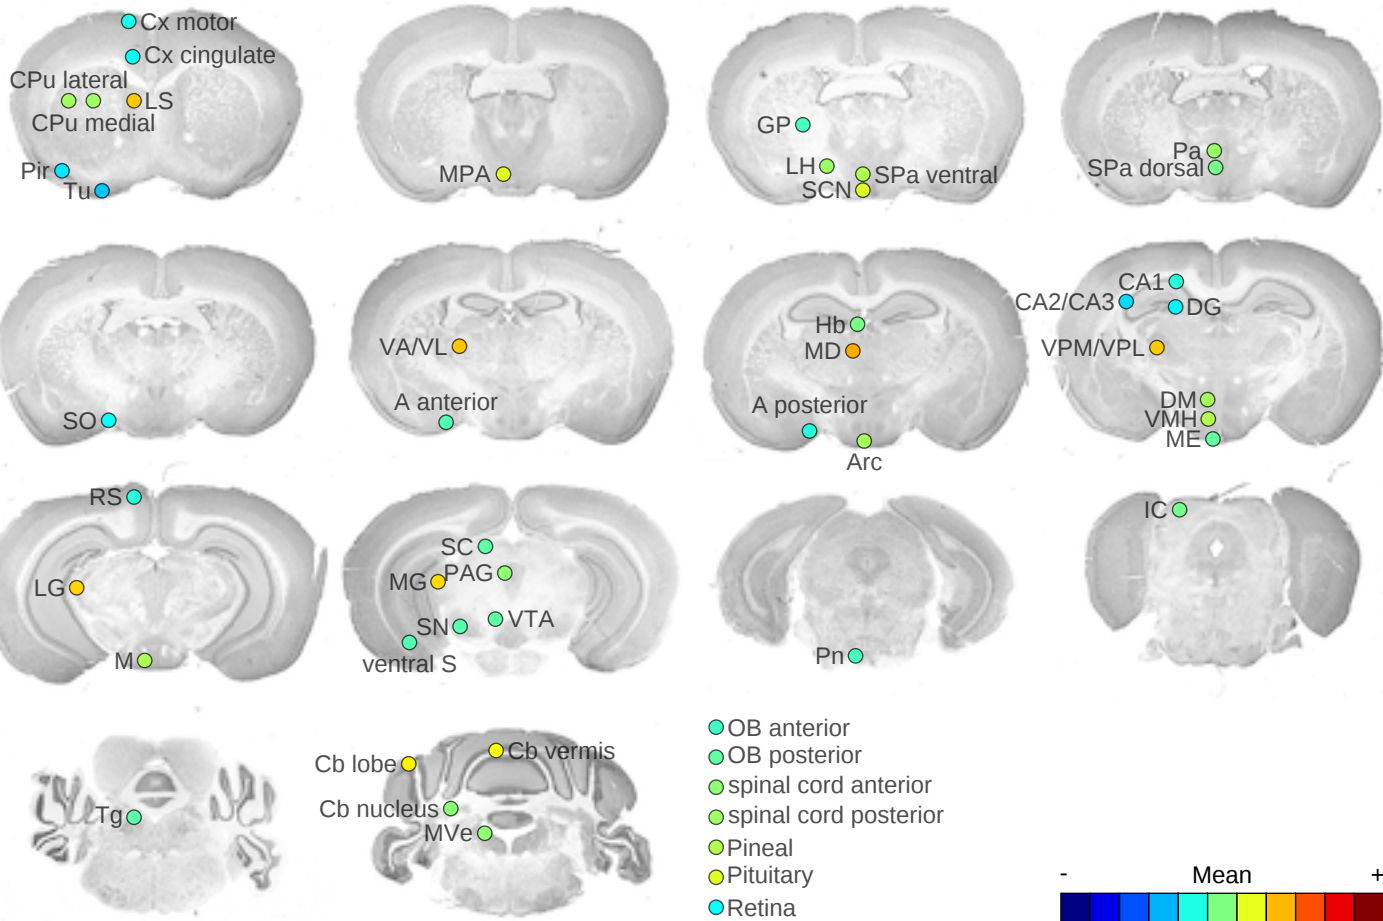 Cx motor
Cx cingulate
CPu lateral
LS
CPu medial
Pir
Tu
MPA
GP
LH
SPa ventral
SCN
Pa
SPa dorsal
SO
VA/VL
A anterior
Hb
MD
A posterior
Arc
CA1
CA2/CA3
DG
VPM/VPL
DM
VMH
ME
RS
LG
M
SC
PAG
MG
SN
VTA
ventral S
Pn
IC
Tg
Cb lobe
Cb vermis
Cb nucleus
MVe
OB anterior
OB posterior
spinal cord anterior
spinal cord posterior
Pineal
Pituitary
Retina
- Mean +